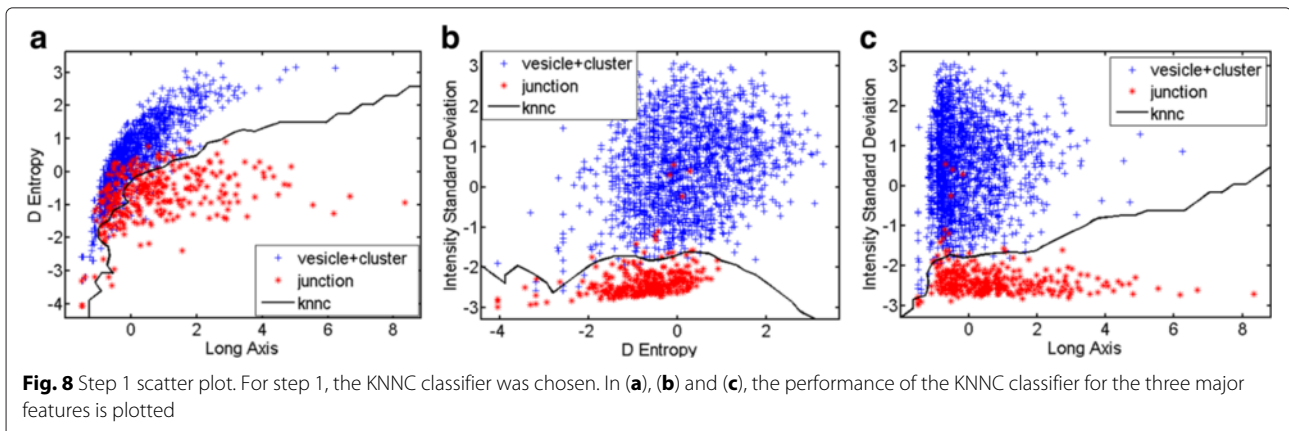 a
3
2
1
0
-1
-2
-3
-4
D Entropy
0
2
4
6
8
Long Axis
vesicle+cluster
junction
knnc
b
3
2
1
0
-1
-2
-3
Intensity Standard Deviation
-4
-2
0
2
D Entropy
vesicle+cluster
junction
knnc
c
3
2
1
0
-1
-2
-3
Intensity Standard Deviation
0
2
4
6
8
Long Axis
vesicle+cluster
junction
knnc
Fig. 8 Step 1 scatter plot. For step 1, the KNNC classifier was chosen. In (a), (b) and (c), the performance of the KNNC classifier for the three major
features is plotted